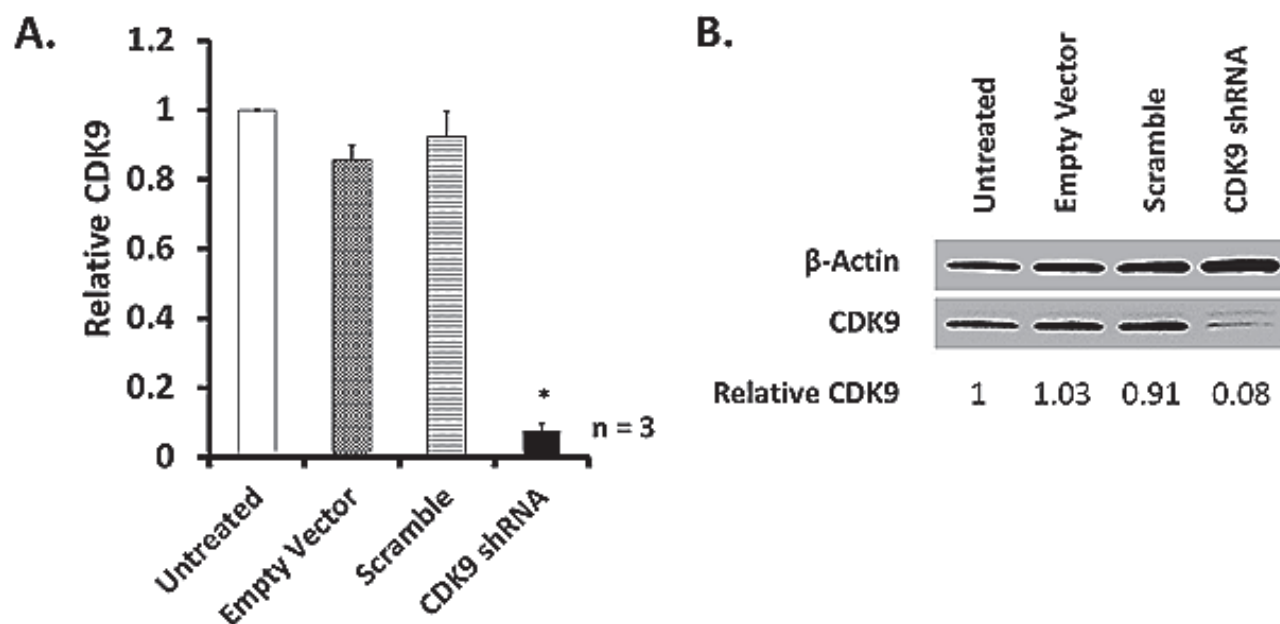 A.
Relative CDK9
1.2
1
0.8
0.6
0.4
0.2
0
*
n = 3
Untreated
Empty Vector
Scramble
CDK9 shRNA
B.
Untreated
Empty Vector
Scramble
CDK9 shRNA
β-Actin
CDK9
Relative CDK9 1 1.03 0.91 0.08